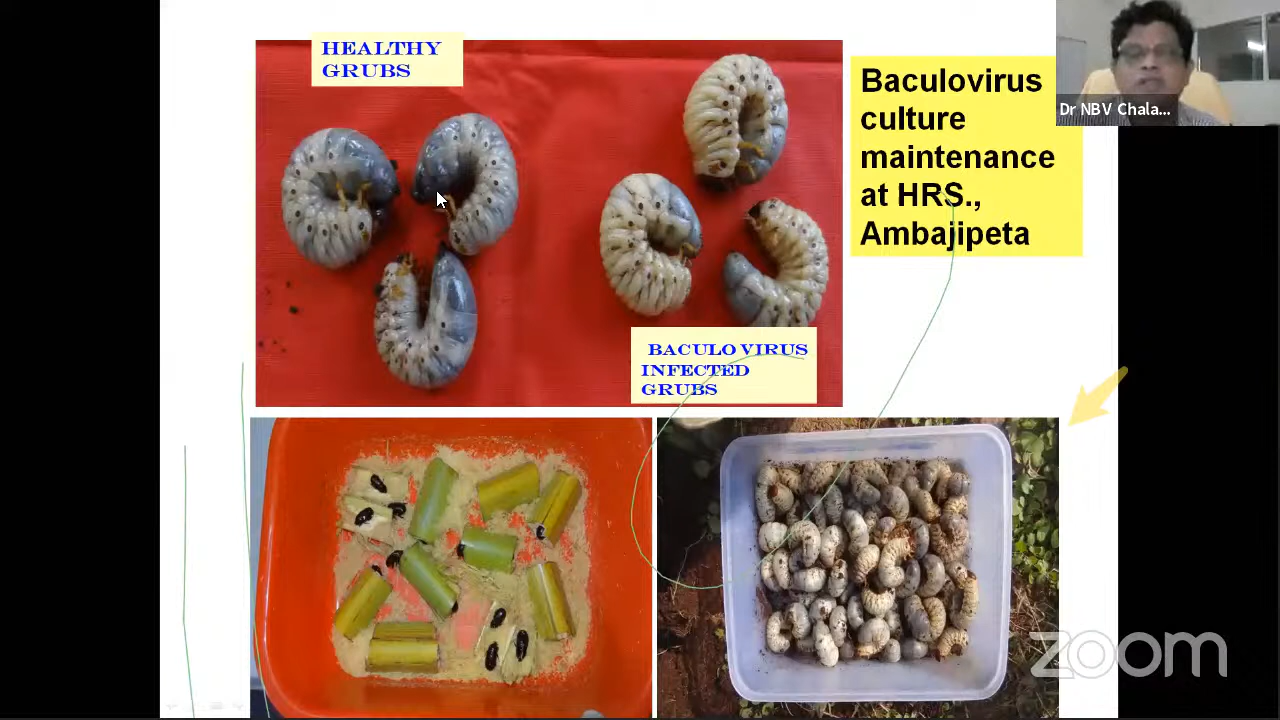 HEALTHY
GRUBS
Baculovirus
culture
maintenance
at HRS.,
Ambajipeta
Dr NBV Chala...
BACULO VIRUS
INFECTED
GRUBS
zoom